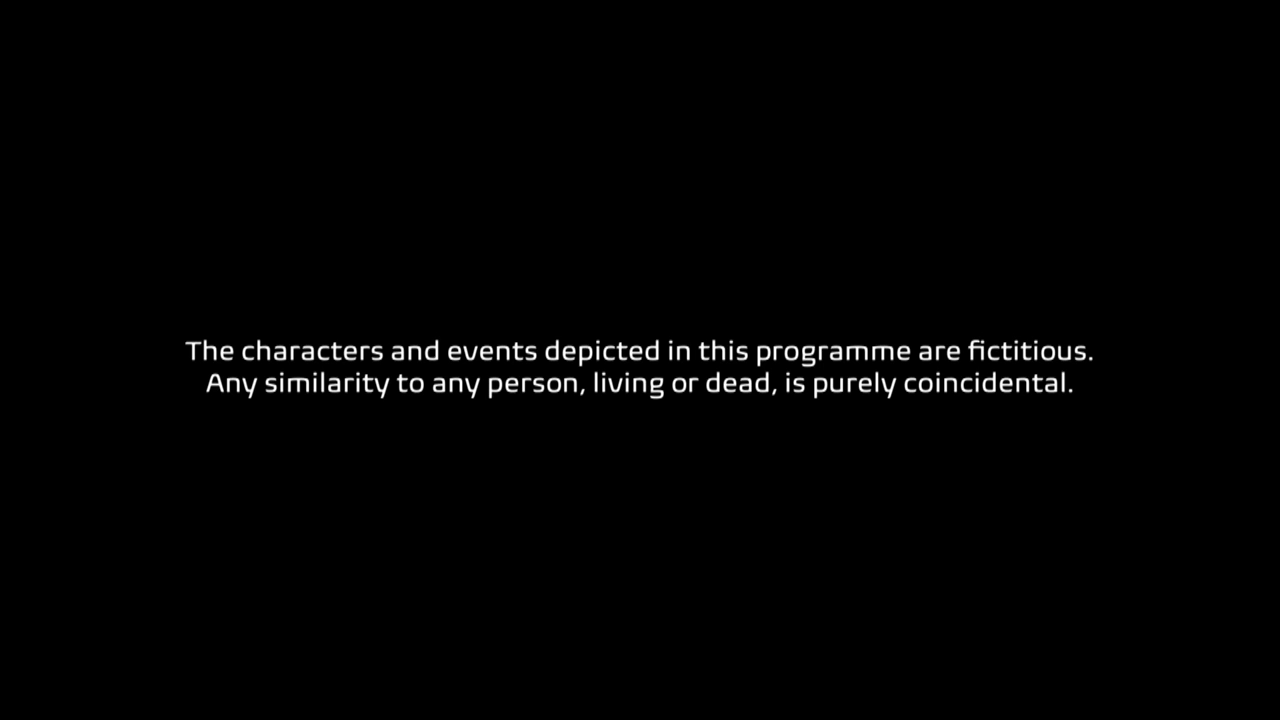 The characters and events depicted in this programme are fictitious.
Any similarity to any person, living or dead, is purely coincidental.